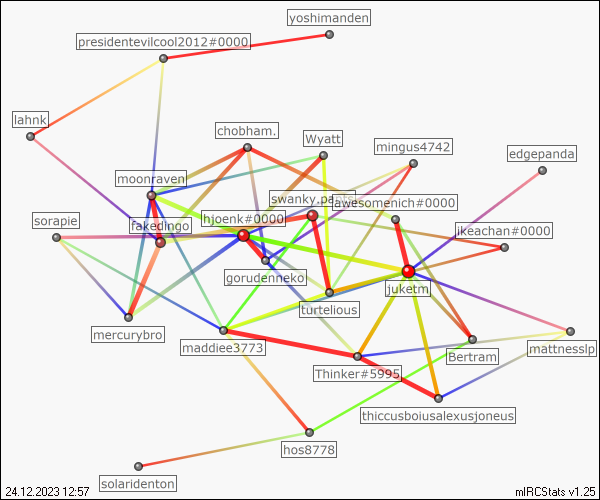 yoshimanden
presidentevilcool2012#0000
lahnk
chobham.
Wyatt
mingus4742
edgepanda
moonraven
swanky.pants
awesomenich#0000
sorapie
fakedingo
hjoenk#0000
ikeachan#0000
gorudenneko
juketm
turtelious
mercurybro
maddiee3773
mattnesslp
Bertram
Thinker#5995
thiccusboiusalexusjoneus
hos8778
solaridenton
24.12.2023 12:57
mIRCStats v1.25